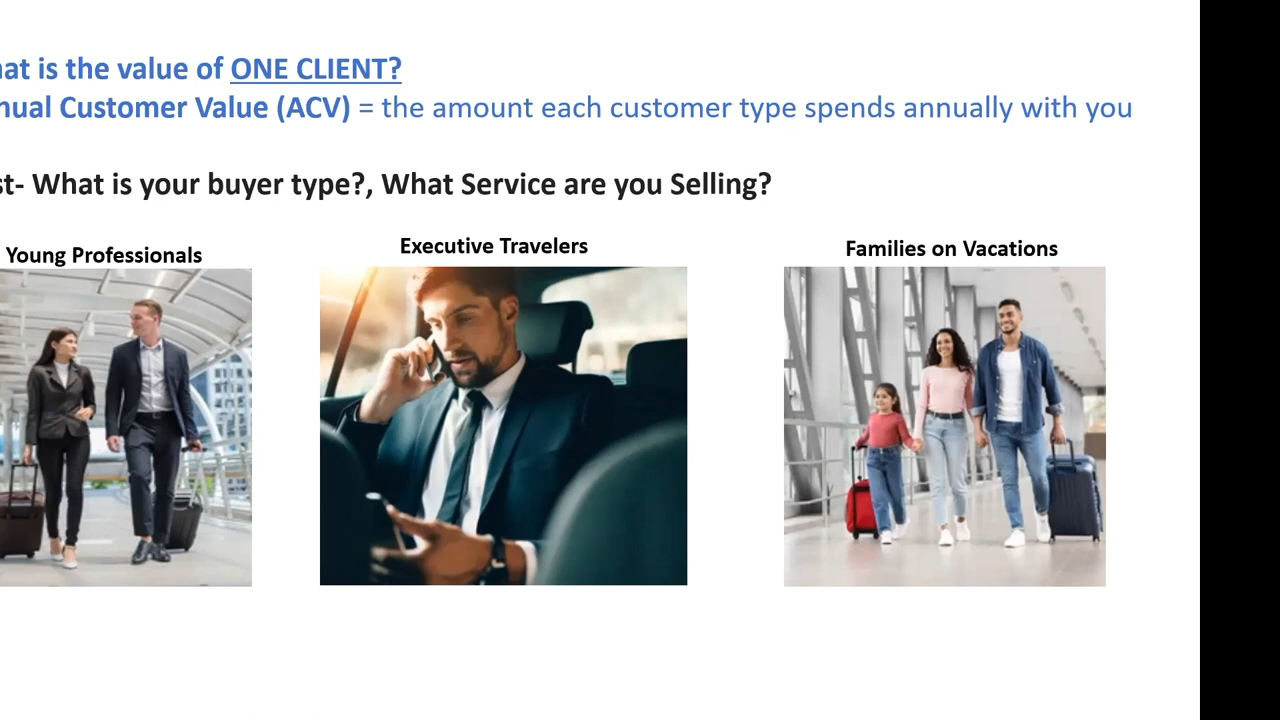 hat is the value of ONE CLIENT?
nual Customer Value (ACV) = the amount each customer type spends annually with you
st- What is your buyer type?, What Service are you Selling?
Young Professionals
Executive Travelers
Families on Vacations